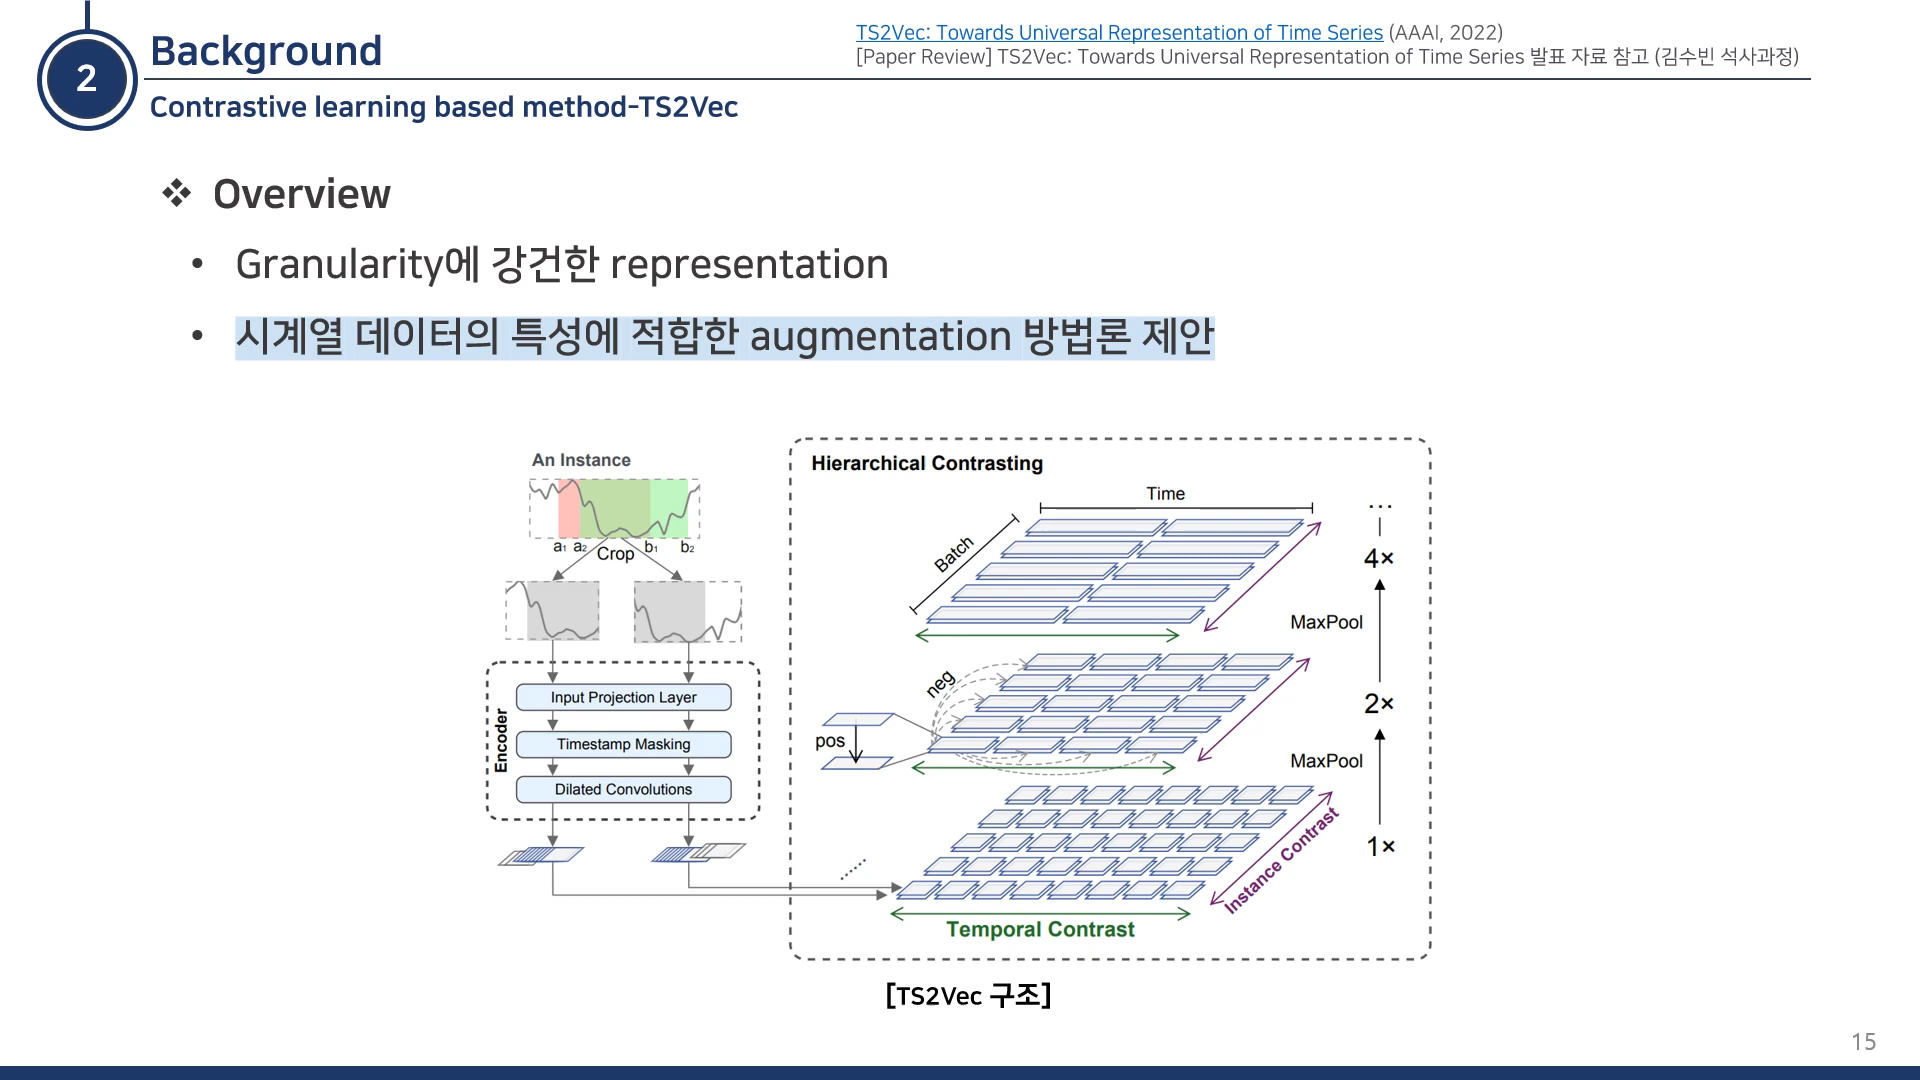 2
Background
TS2Vec: Towards Universal Representation of Time Series (AAAI, 2022)
[Paper Review] TS2Vec: Towards Universal Representation of Time Series 발표 자료 참고 (김수빈 석사과정)
Contrastive learning based method-TS2Vec
❖ Overview
• Granularity에 강건한 representation
• 시계열 데이터의 특성에 적합한 augmentation 방법론 제안
An Instance
a₁ a₂ Crop b₁ b₂
Encoder
Input Projection Layer
Timestamp Masking
Dilated Convolutions
Hierarchical Contrasting
Time
Batch
...
4×
MaxPool
neg
2×
pos
MaxPool
1×
Instance Contrast
Temporal Contrast
[TS2Vec 구조]
15